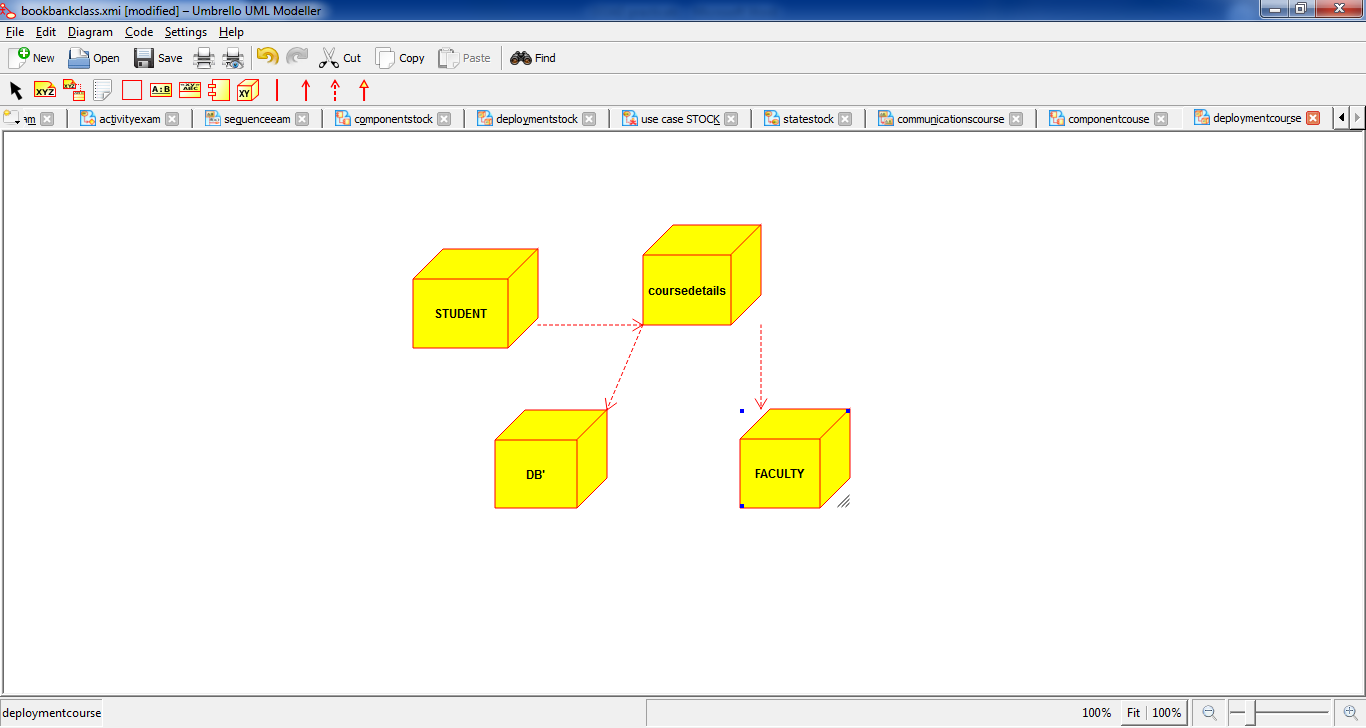 bookbankclass.xmi [modified] – Umbrello UML Modeller
File Edit Diagram Code Settings Help
New Open Save Cut Copy Paste Find
XYZ XYZ A:B ABC XY
am activityexam sequenceeam componentstock deploymentstock use case STOCK statestock communicationscourse componentcouse deploymentcourse
coursedetails
STUDENT
DB'
FACULTY
deploymentcourse 100% Fit 100%